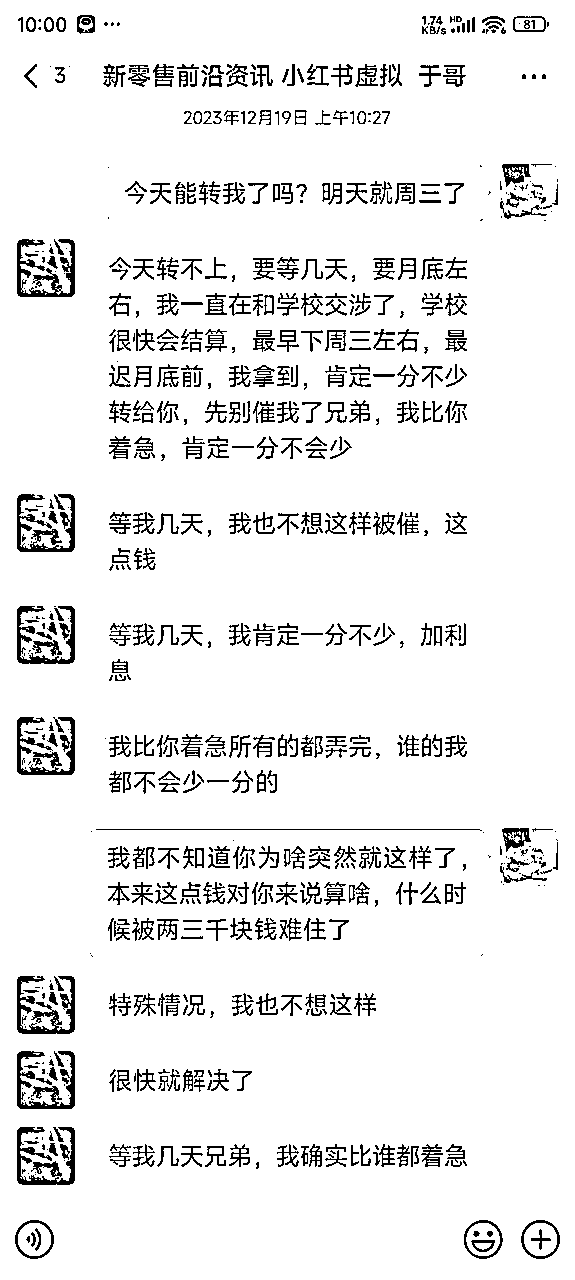 10:00 ··· 1.74 KB/s HD 81
3 新零售前沿资讯 小红书虚拟 于哥 ···
2023年12月19日 上午10:27
今天能转我了吗？明天就周三了
今天转不上，要等几天，要月底左
右，我一直在和学校交涉了，学校
很快会结算，最早下周三左右，最
迟月底前，我拿到，肯定一分不少
转给你，先别催我了兄弟，我比你
着急，肯定一分不会少
等我几天，我也不想这样被催，这
点钱
等我几天，我肯定一分不少，加利
息
我比你着急所有的都弄完，谁的我
都不会少一分的
我都不知道你为啥突然就这样了，
本来这点钱对你来说算啥，什么时
候被两三千块钱难住了
特殊情况，我也不想这样
很快就解决了
等我几天兄弟，我确实比谁都着急